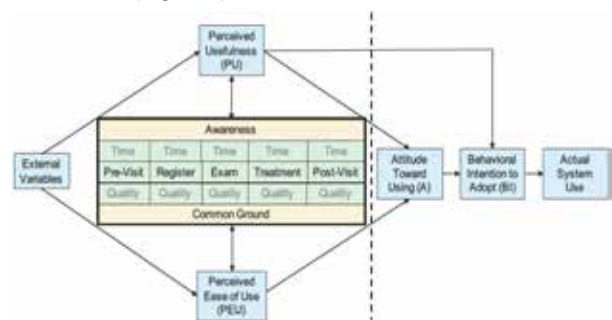 Perceived
Usefulness
(PU)
Awareness
Time Time Time Time Time
External
Variables
Pre-Visit Register Exam Treatment Post-Visit
Quality Quality Quality Quality Quality
Common Ground
Attitude
Toward
Using (A)
Behavioral
Intention to
Adopt (BI)
Actual
System
Use
Perceived
Ease of Use
(PEU)